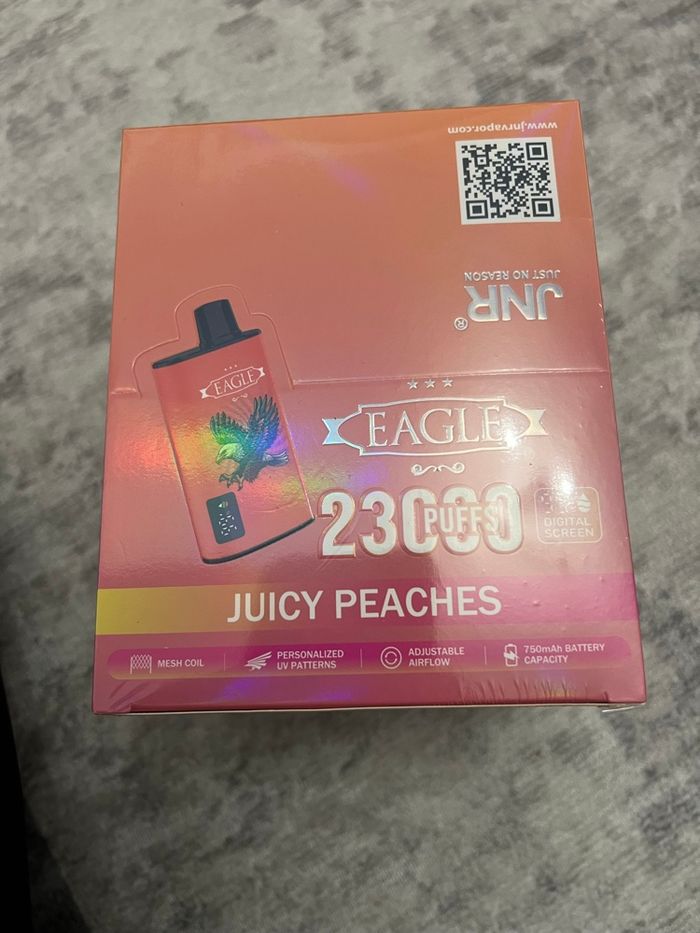 www.jnrvapor.com
JNR®
JUST NO REASON
EAGLE
EAGLE
23000
PUFFS
DIGITAL
SCREEN
JUICY PEACHES
MESH COIL
PERSONALIZED
UV PATTERNS
ADJUSTABLE
AIRFLOW
750mAh BATTERY
CAPACITY